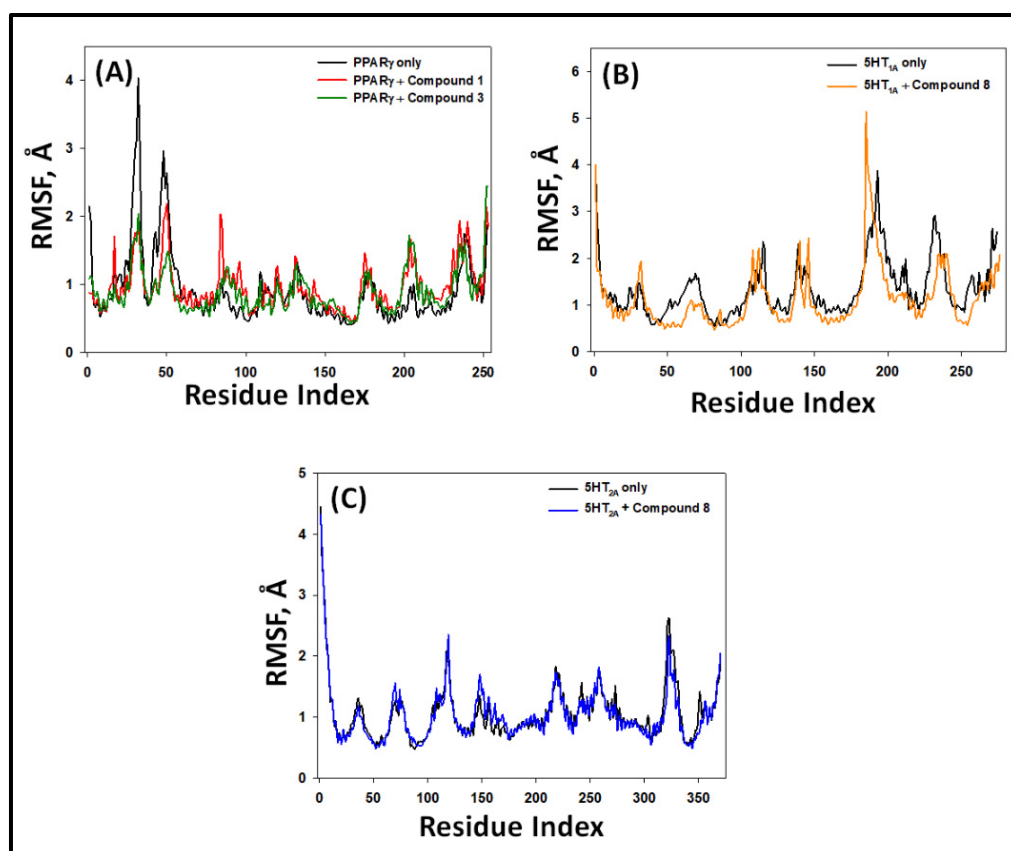 (A)
PPARγ only
PPARγ + Compound 1
PPARγ + Compound 3
4
3
2
1
0
RMSF, Å
0 50 100 150 200 250
Residue Index
(B)
5HT1A only
5HT1A + Compound 8
6
5
4
3
2
1
0
RMSF, Å
0 50 100 150 200 250
Residue Index
(C)
5HT2A only
5HT2A + Compound 8
5
4
3
2
1
0
RMSF, Å
0 50 100 150 200 250 300 350
Residue Index